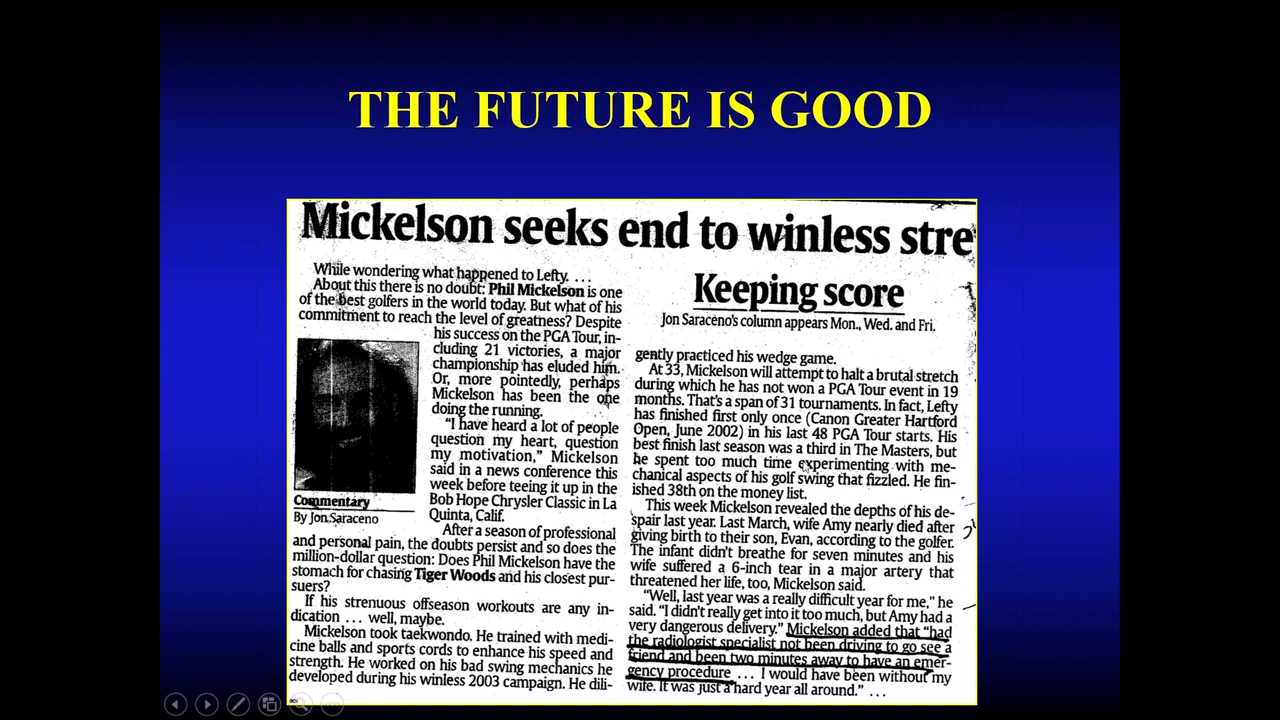 THE FUTURE IS GOOD
Mickelson seeks end to winless stre
While wondering what happened to Lefty. ...
About this there is no doubt: Phil Mickelson is one
of the best golfers in the world today. But what of his
commitment to reach the level of greatness? Despite
his success on the PGA Tour, in-
cluding 21 victories, a major
championship has eluded him.
Or, more pointedly, perhaps
Mickelson has been the one
doing the running.
"I have heard a lot of people
question my heart, question
my motivation," Mickelson
said in a news conference this
week before teeing it up in the
Bob Hope Chrysler Classic in La
Quinta, Calif.
Commentary
By Jon Saraceno
After a season of professional
and personal pain, the doubts persist and so does the
million-dollar question: Does Phil Mickelson have the
stomach for chasing Tiger Woods and his closest pur-
suers?
If his strenuous offseason workouts are any in-
dication ... well, maybe.
Mickelson took taekwondo. He trained with medi-
cine balls and sports cords to enhance his speed and
strength. He worked on his bad swing mechanics he
developed during his winless 2003 campaign. He dili-
Keeping score
Jon Saraceno's column appears Mon., Wed. and Fri.
gently practiced his wedge game.
At 33, Mickelson will attempt to halt a brutal stretch
during which he has not won a PGA Tour event in 19
months. That's a span of 31 tournaments. In fact, Lefty
has finished first only once (Canon Greater Hartford
Open, June 2002) in his last 48 PGA Tour starts. His
best finish last season was a third in The Masters, but
he spent too much time experimenting with me-
chanical aspects of his golf swing that fizzled. He fin-
ished 38th on the money list.
This week Mickelson revealed the depths of his de-
spair last year. Last March, wife Amy nearly died after
giving birth to their son, Evan, according to the golfer.
The infant didn't breathe for seven minutes and his
wife suffered a 6-inch tear in a major artery that
threatened her life, too, Mickelson said.
"Well, last year was a really difficult year for me," he
said. "I didn't really get into it too much, but Amy had a
very dangerous delivery." Mickelson added that "had
the radiologist specialist not been driving to go see a
friend and been two minutes away to have an emer-
gency procedure ... I would have been without my
wife. It was just a hard year all around." ...